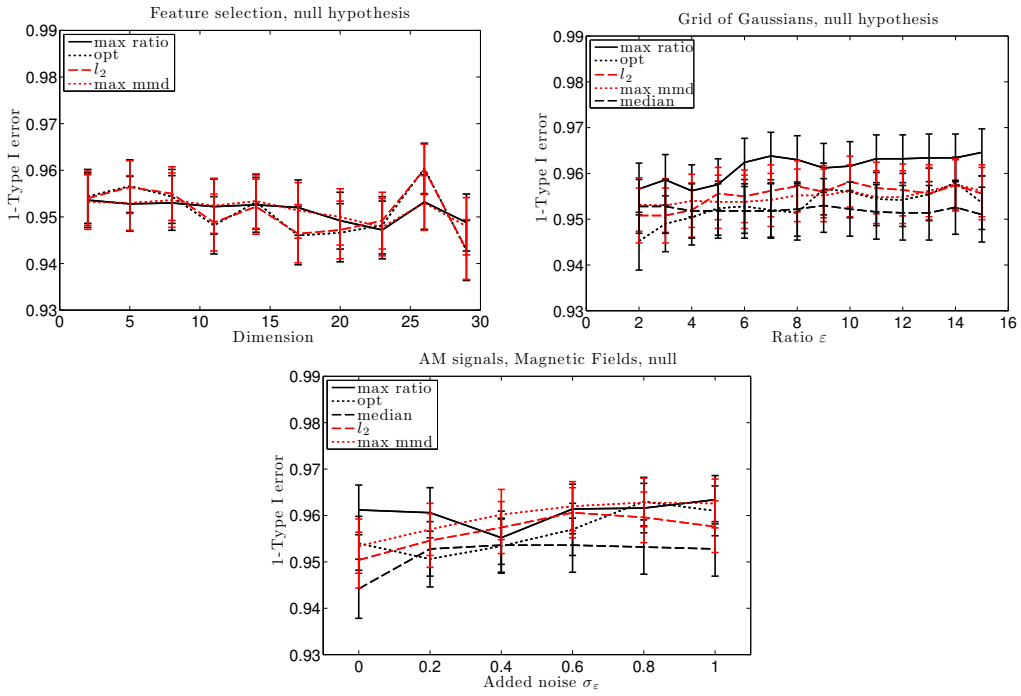 Feature selection, null hypothesis
0.99
0.98
0.97
0.96
0.95
0.94
0.93
1-Type I error
max ratio
opt
l2
max mmd
0 5 10 15 20 25 30
Dimension
Grid of Gaussians, null hypothesis
0.99
0.98
0.97
0.96
0.95
0.94
0.93
1-Type I error
max ratio
opt
l2
max mmd
median
0 2 4 6 8 10 12 14 16
Ratio ε
AM signals, Magnetic Fields, null
0.99
0.98
0.97
0.96
0.95
0.94
0.93
1-Type I error
max ratio
opt
median
l2
max mmd
0 0.2 0.4 0.6 0.8 1
Added noise σε